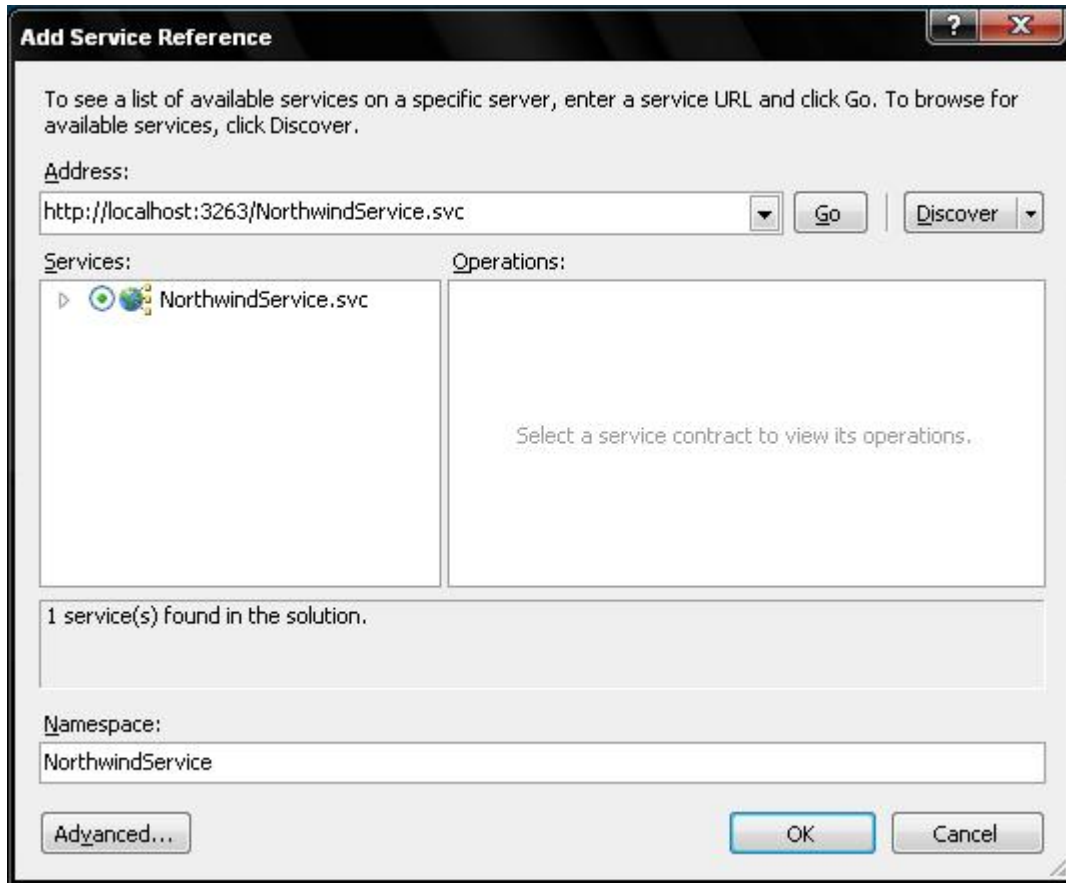 Add Service Reference
To see a list of available services on a specific server, enter a service URL and click Go. To browse for
available services, click Discover.
Address:
http://localhost:3263/NorthwindService.svc
Go
Discover
Services:
Operations:
NorthwindService.svc
Select a service contract to view its operations.
1 service(s) found in the solution.
Namespace:
NorthwindService
Advanced...
OK
Cancel